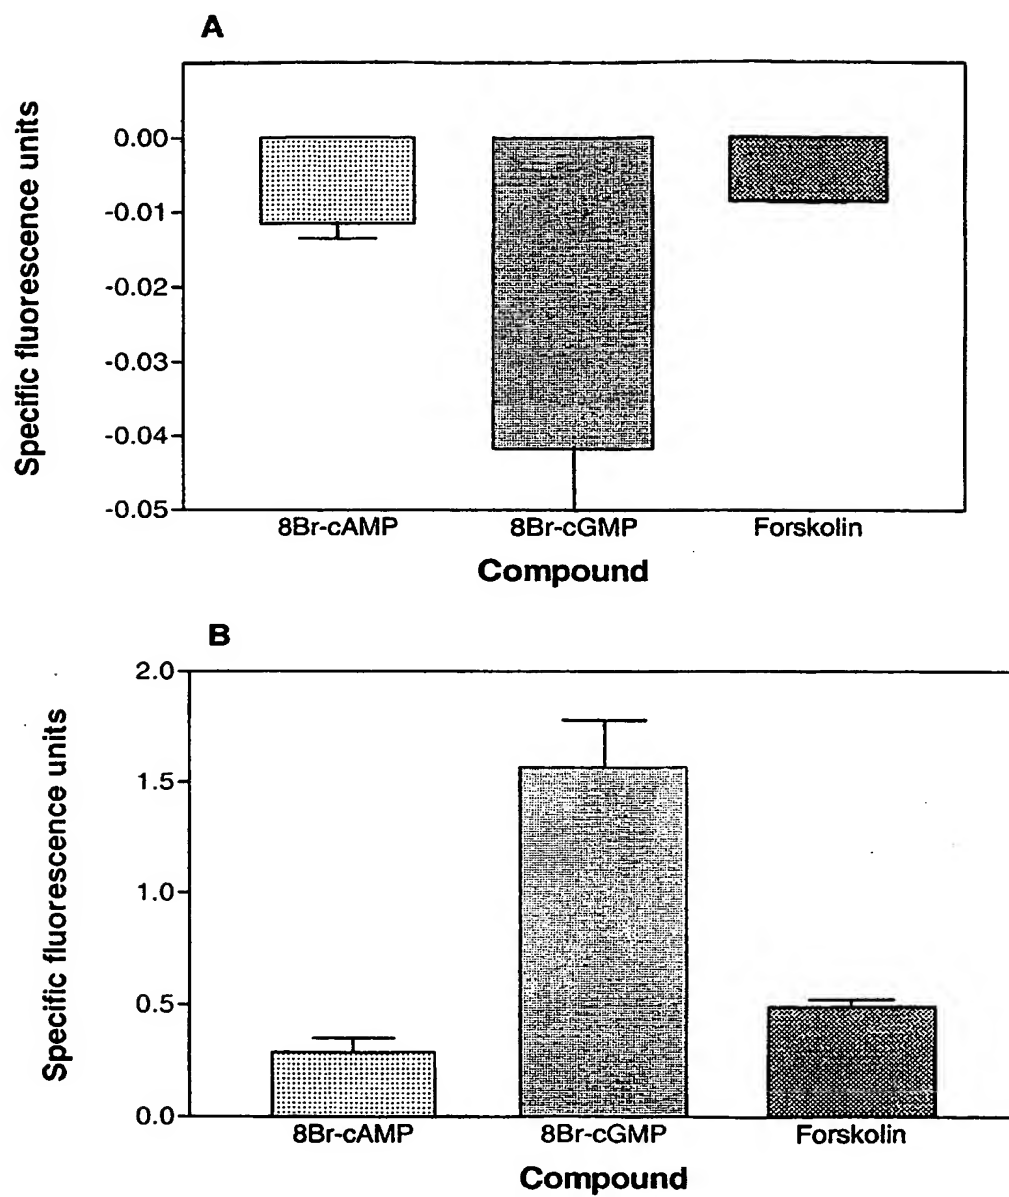 A
Specific fluorescence units
0.00
-0.01
-0.02
-0.03
-0.04
-0.05
8Br-cAMP 8Br-cGMP Forskolin
Compound
B
Specific fluorescence units
2.0
1.5
1.0
0.5
0.0
8Br-cAMP 8Br-cGMP Forskolin
Compound